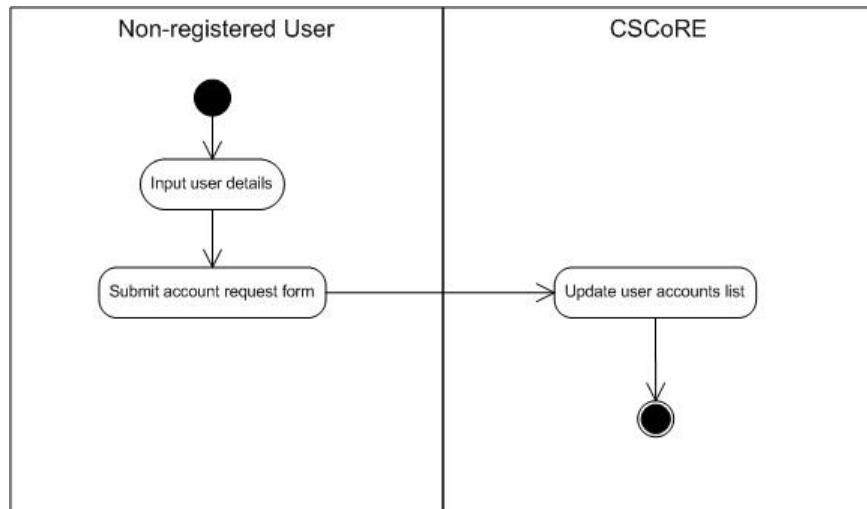 Non-registered User
CSCoRE
Input user details
Submit account request form
Update user accounts list